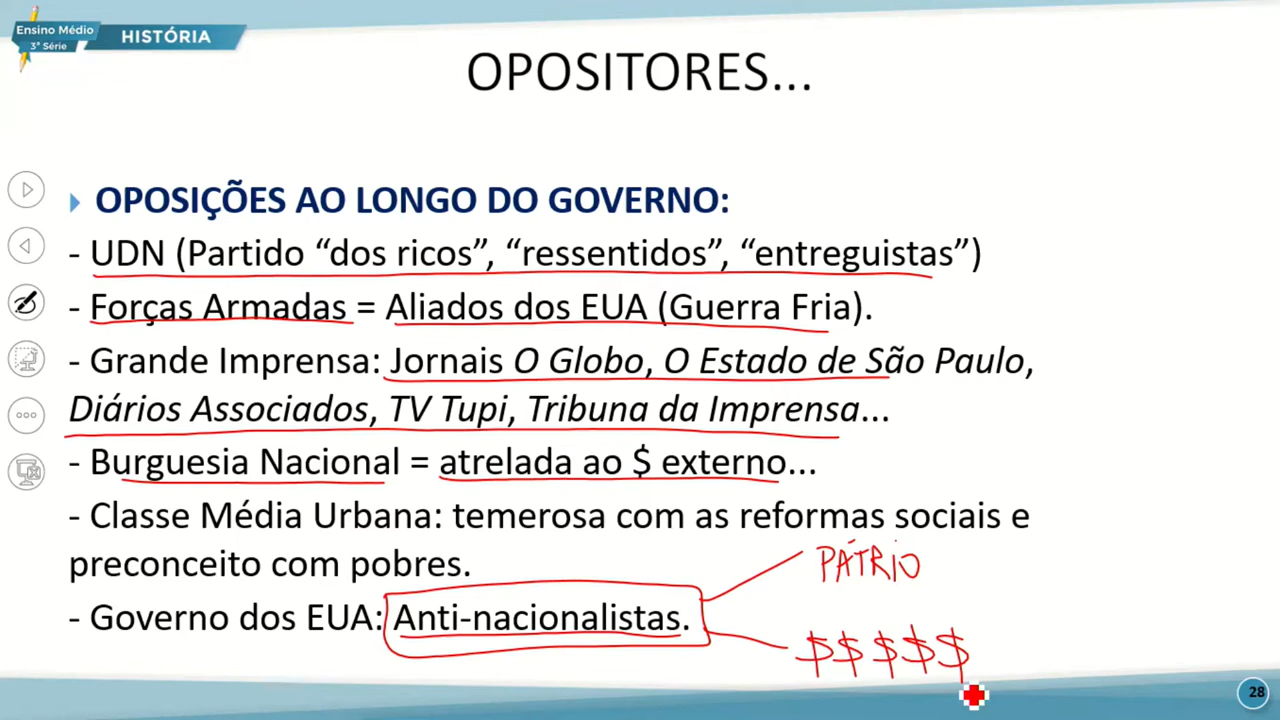 Ensino Médio
3ª Série
HISTÓRIA
OPOSITORES...
OPOSIÇÕES AO LONGO DO GOVERNO:
- UDN (Partido “dos ricos”, “ressentidos”, “entreguistas”)
- Forças Armadas = Aliados dos EUA (Guerra Fria).
- Grande Imprensa: Jornais O Globo, O Estado de São Paulo,
Diários Associados, TV Tupi, Tribuna da Imprensa...
- Burguesia Nacional = atrelada ao $ externo...
- Classe Média Urbana: temerosa com as reformas sociais e
preconceito com pobres.
PÁTRIO
- Governo dos EUA: Anti-nacionalistas.
$$$$$
28